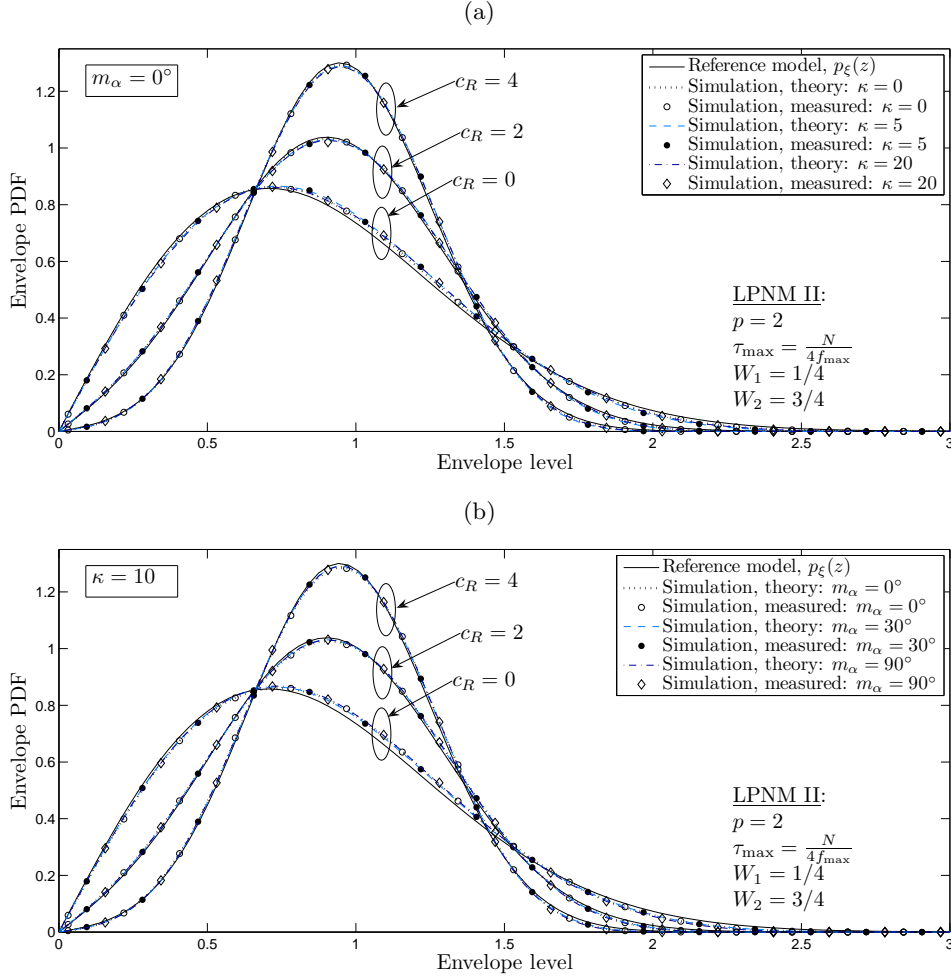 (a)
Envelope PDF
1.2
1
0.8
0.6
0.4
0.2
0
m_α = 0°
c_R = 4
c_R = 2
c_R = 0
Reference model, p_ξ(z)
Simulation, theory: κ = 0
Simulation, measured: κ = 0
Simulation, theory: κ = 5
Simulation, measured: κ = 5
Simulation, theory: κ = 20
Simulation, measured: κ = 20
LPNM II:
p = 2
τ_max = N/(4f_max)
W_1 = 1/4
W_2 = 3/4
0 0.5 1 1.5 2 2.5 3
Envelope level
(b)
Envelope PDF
1.2
1
0.8
0.6
0.4
0.2
0
κ = 10
c_R = 4
c_R = 2
c_R = 0
Reference model, p_ξ(z)
Simulation, theory: m_α = 0°
Simulation, measured: m_α = 0°
Simulation, theory: m_α = 30°
Simulation, measured: m_α = 30°
Simulation, theory: m_α = 90°
Simulation, measured: m_α = 90°
LPNM II:
p = 2
τ_max = N/(4f_max)
W_1 = 1/4
W_2 = 3/4
0 0.5 1 1.5 2 2.5 3
Envelope level